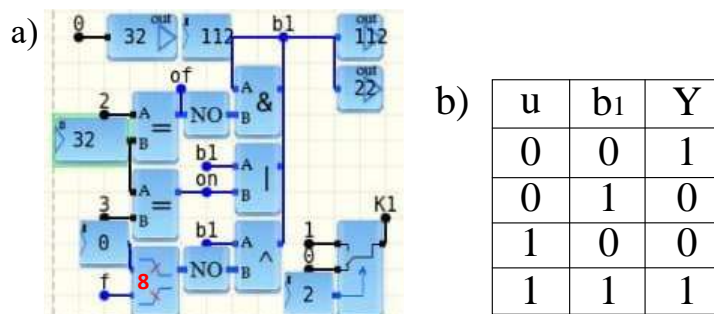 a)
0
32
out
112
b1
out
112
out
22
of
2
A
B
=
NO
A
B
&
32
b1
on
A
B
|
A
B
=
3
0
b1
A
B
^
NO
8
f
1
0
2
K1
b)
u b1 Y
0 0 1
0 1 0
1 0 0
1 1 1